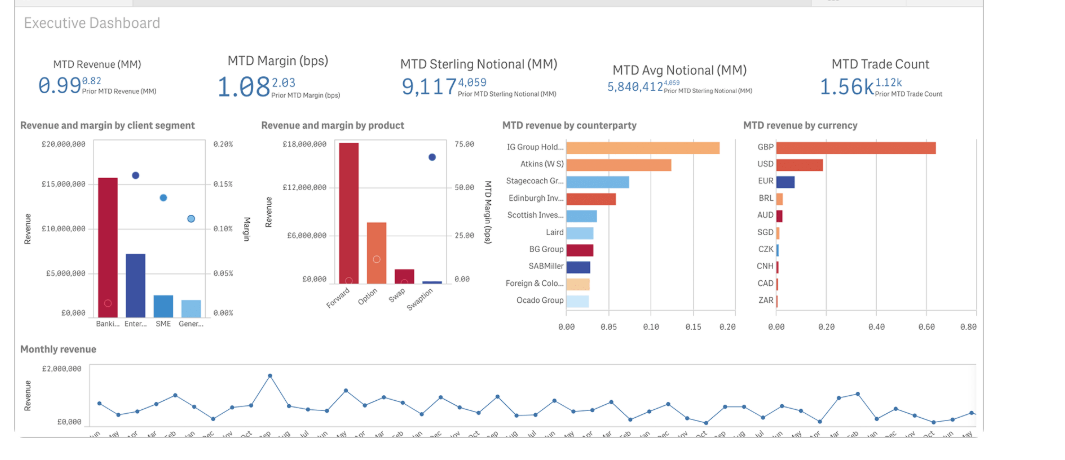 Executive Dashboard
MTD Revenue (MM)
0.99 0.82
Prior MTD Revenue (MM)
MTD Margin (bps)
1.08 2.03
Prior MTD Margin (bps)
MTD Sterling Notional (MM)
9,117 4,059
Prior MTD Sterling Notional (MM)
MTD Avg Notional (MM)
5,840,412 4,059
Prior MTD Sterling Notional (MM)
MTD Trade Count
1.56k 1.12k
Prior MTD Trade Count
Revenue and margin by client segment
£20,000,000
£15,000,000
£10,000,000
£5,000,000
£0.000
Revenue
0.20%
0.15%
0.10%
0.05%
0.00%
Margin
Banki... Enter... SME Gener...
Revenue and margin by product
£18,000,000
£12,000,000
£6,000,000
£0.000
75.00
50.00
25.00
0.00
MTD Margin (bps)
Forward Option Swap Swaption
MTD revenue by counterparty
IG Group Hold...
Atkins (W S)
Stagecoach Gr...
Edinburgh Inv...
Scottish Inves...
Laird
BG Group
SABMiller
Foreign & Colo...
Ocado Group
0.00 0.05 0.10 0.15 0.20
MTD revenue by currency
GBP
USD
EUR
BRL
AUD
SGD
CZK
CNH
CAD
ZAR
0.00 0.20 0.40 0.60 0.80
Monthly revenue
£2,000,000
£0.000
Revenue